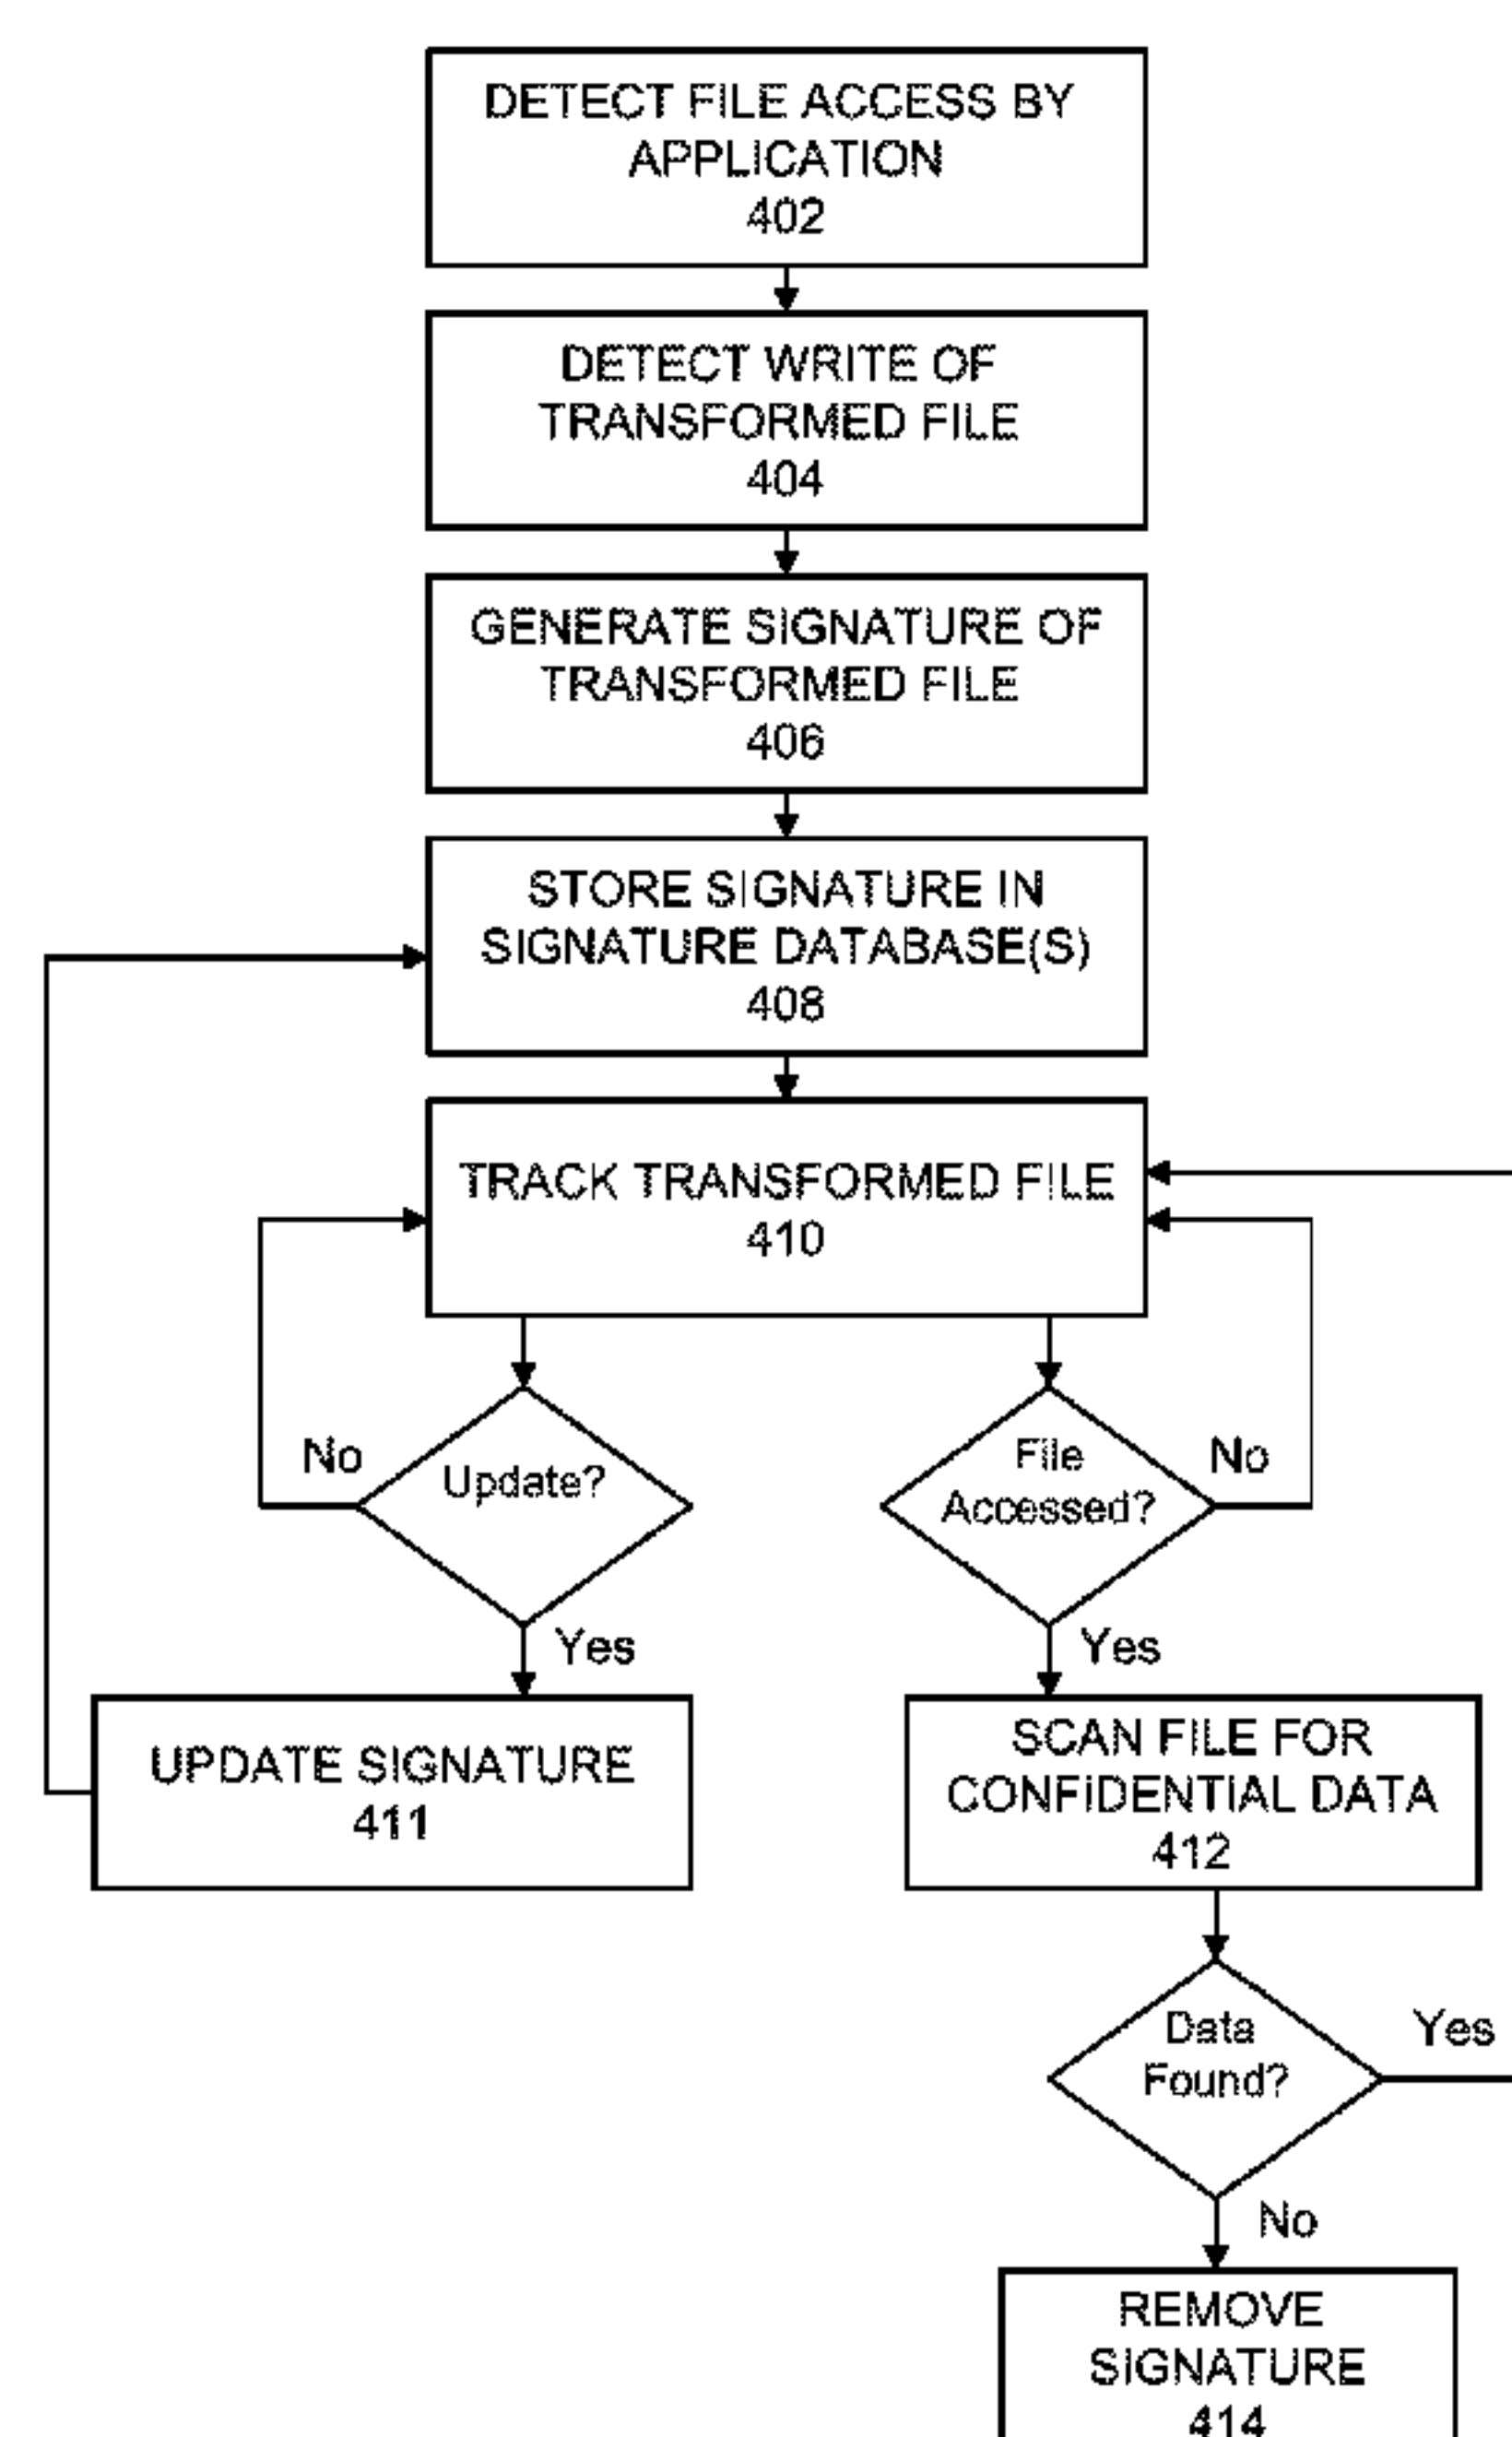 DETECT FILE ACCESS BY
APPLICATION
402
DETECT WRITE OF
TRANSFORMED FILE
404
GENERATE SIGNATURE OF
TRANSFORMED FILE
406
STORE SIGNATURE IN
SIGNATURE DATABASE(S)
408
TRACK TRANSFORMED FILE
410
No
Update?
File
Accessed?
No
Yes
Yes
UPDATE SIGNATURE
411
SCAN FILE FOR
CONFIDENTIAL DATA
412
Data
Found?
Yes
No
REMOVE
SIGNATURE
414